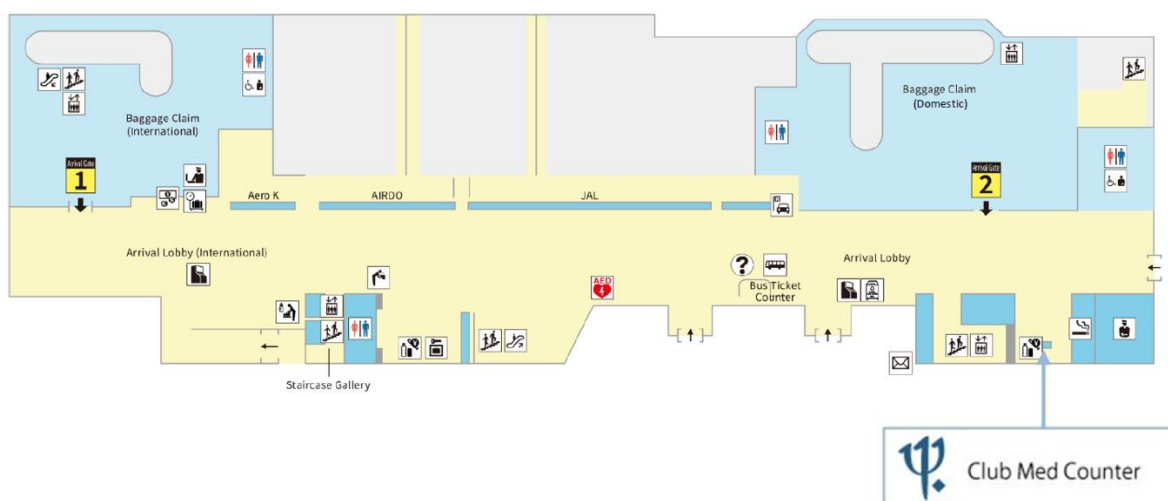 Baggage Claim
(International)
Baggage Claim
(Domestic)
Arrival Gate
1
Arrival Gate
2
Aero K
AIRDO
JAL
Arrival Lobby (International)
AED
?
Bus Ticket
Counter
Arrival Lobby
Staircase Gallery
Club Med Counter